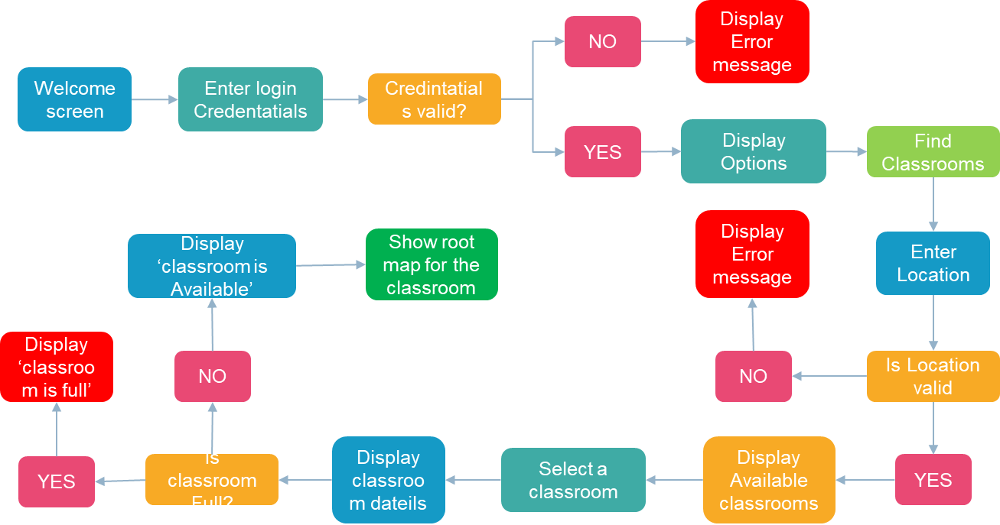 Welcome
screen
Enter login
Credentatials
Credintatial
s valid?
NO
Display
Error
message
YES
Display
Options
Find
Classrooms
Enter
Location
Is Location
valid
NO
Display
Error
message
YES
Display
Available
classrooms
Select a
classroom
Display
classroo
m dateils
Is
classroom
Full?
NO
Display
‘classroom is
Available’
Show root
map for the
classroom
YES
Display
‘classroo
m is full’